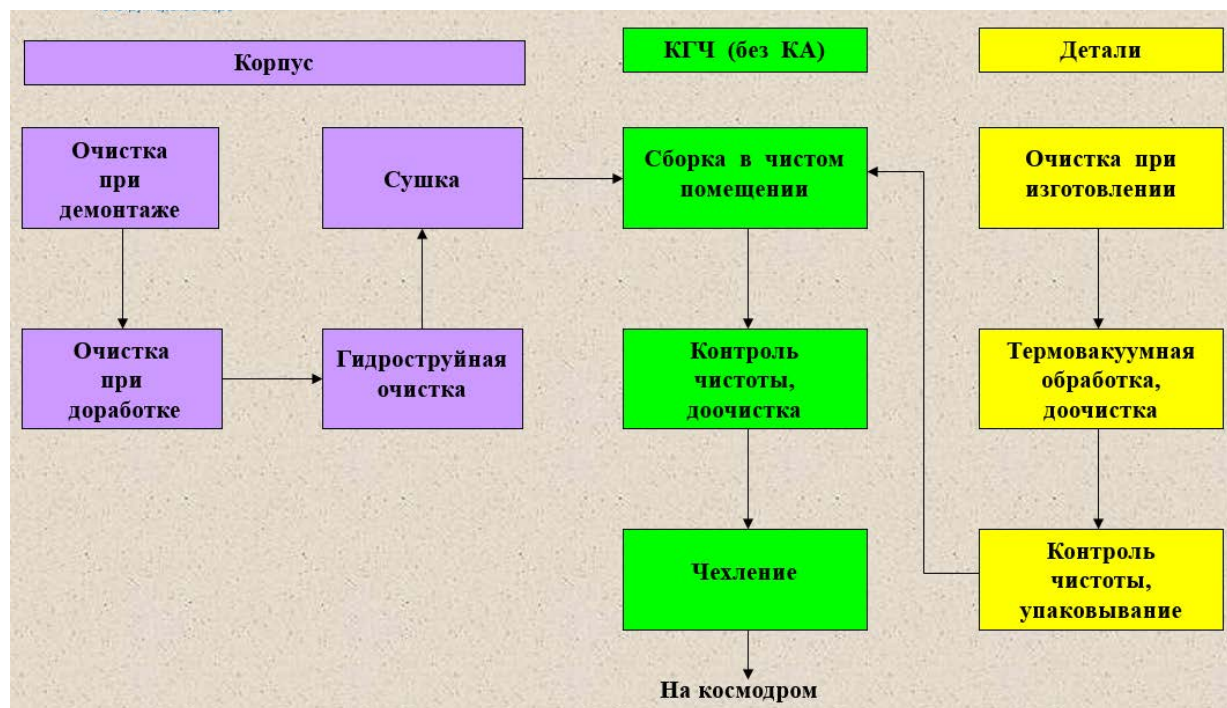 Корпус
КГЧ (без КА)
Детали
Очистка
при
демонтаже
Сушка
Сборка в чистом
помещении
Очистка при
изготовлении
Очистка
при
доработке
Гидроструйная
очистка
Контроль
чистоты,
доочистка
Термовакуумная
обработка,
доочистка
Чехление
Контроль
чистоты,
упаковывание
На космодром